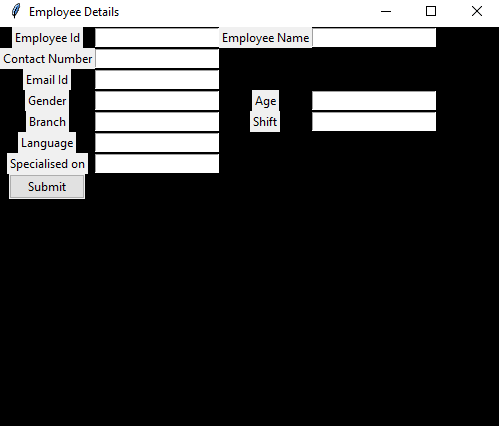 Employee Details
Employee Id Employee Name
Contact Number
Email Id
Gender Age
Branch Shift
Language
Specialised on
Submit